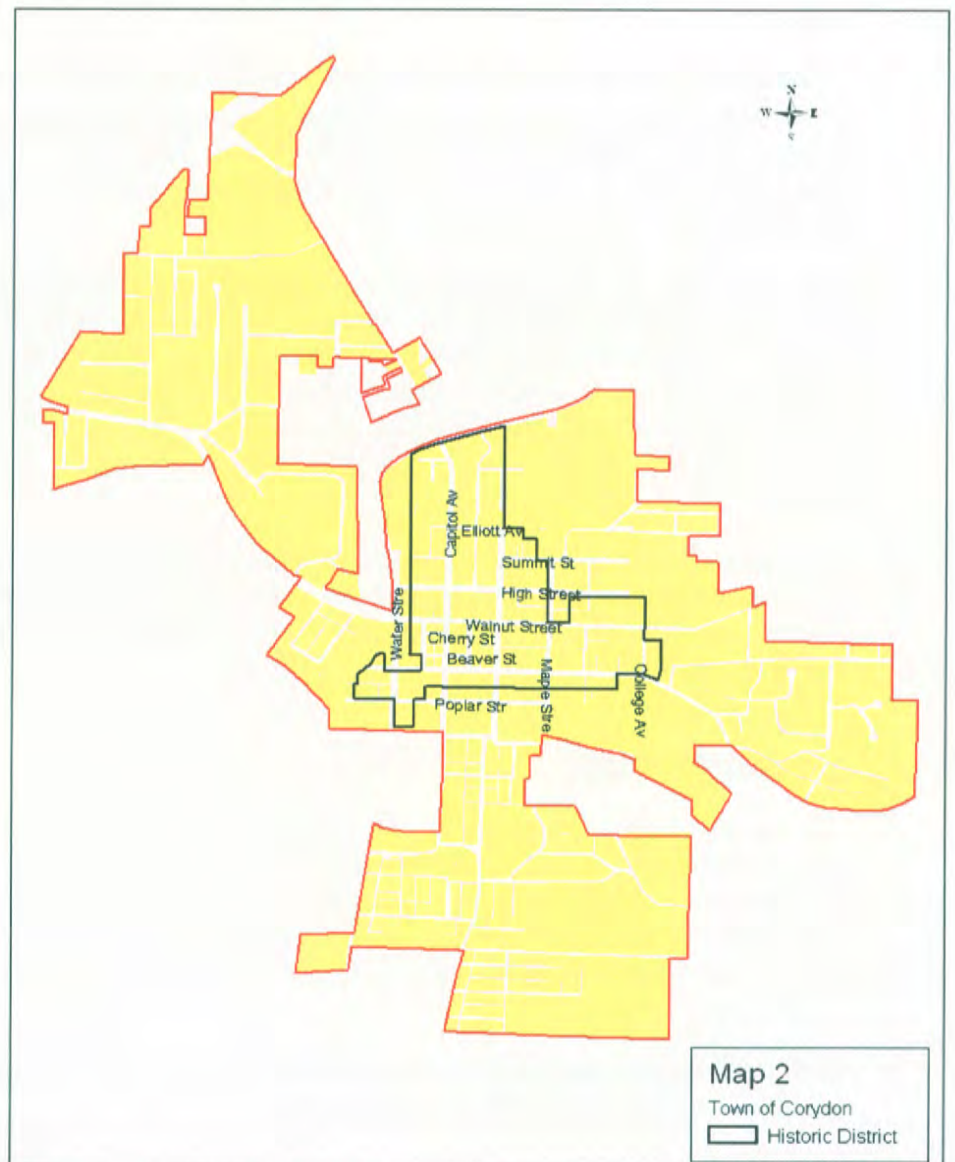 N
W E
S
Capitol Av
Elliott Av
Summit St
High Street
Water Stre
Walnut Street
Cherry St
Beaver St
Maple Stre
College Av
Poplar Str
Map 2
Town of Corydon
Historic District